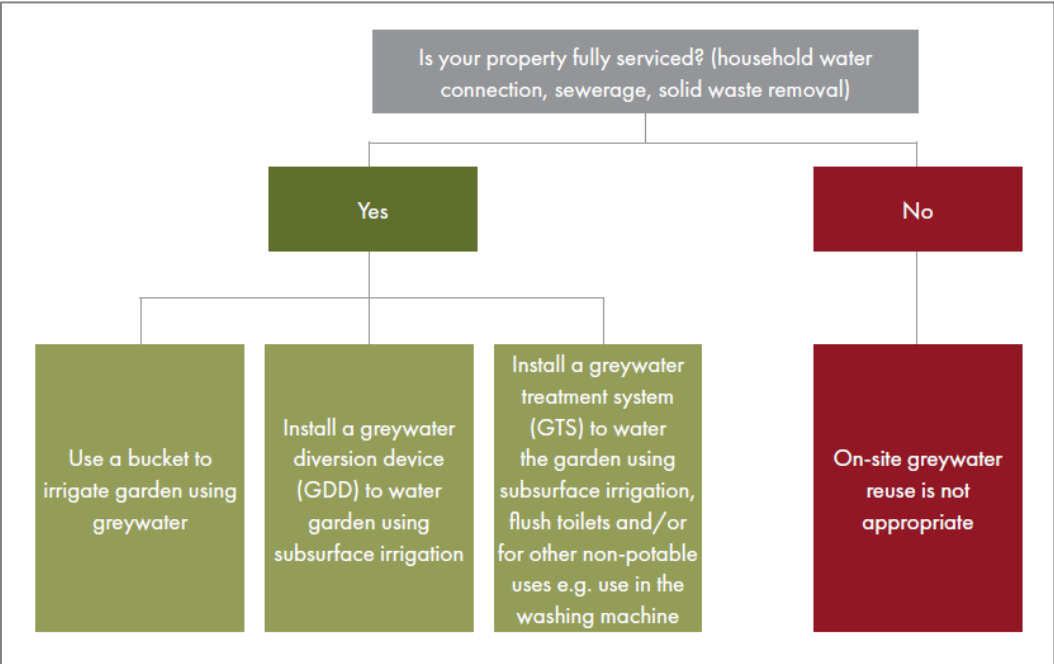 Is your property fully serviced? (household water
connection, sewerage, solid waste removal)
Yes
No
Use a bucket to
irrigate garden using
greywater
Install a greywater
diversion device
(GDD) to water
garden using
subsurface irrigation
Install a greywater
treatment system
(GTS) to water
the garden using
subsurface irrigation,
flush toilets and/or
for other non-potable
uses e.g. use in the
washing machine
On-site greywater
reuse is not
appropriate